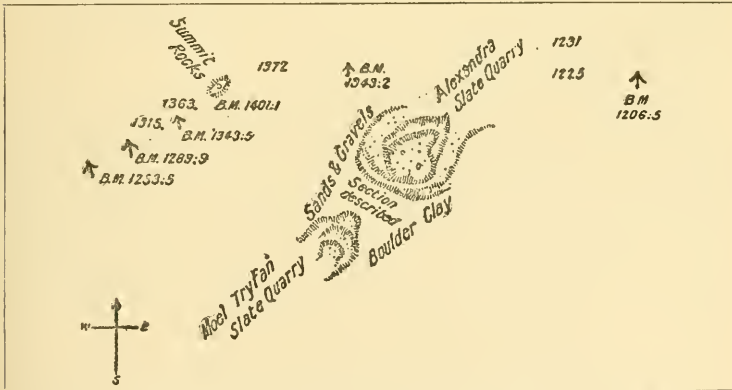 Summit
Rocks
1372
B.M.
1343:2
1231
1225
BM
1206:5
Alexandra
Slate Quarry
1363.
B.M. 1401:1
1315.
B.M. 1343:5
B.M. 1289:9
B.M. 1253:5
Sands & Gravels
Section
described
Boulder Clay
Moel Tryfan
Slate Quarry
W
E
S